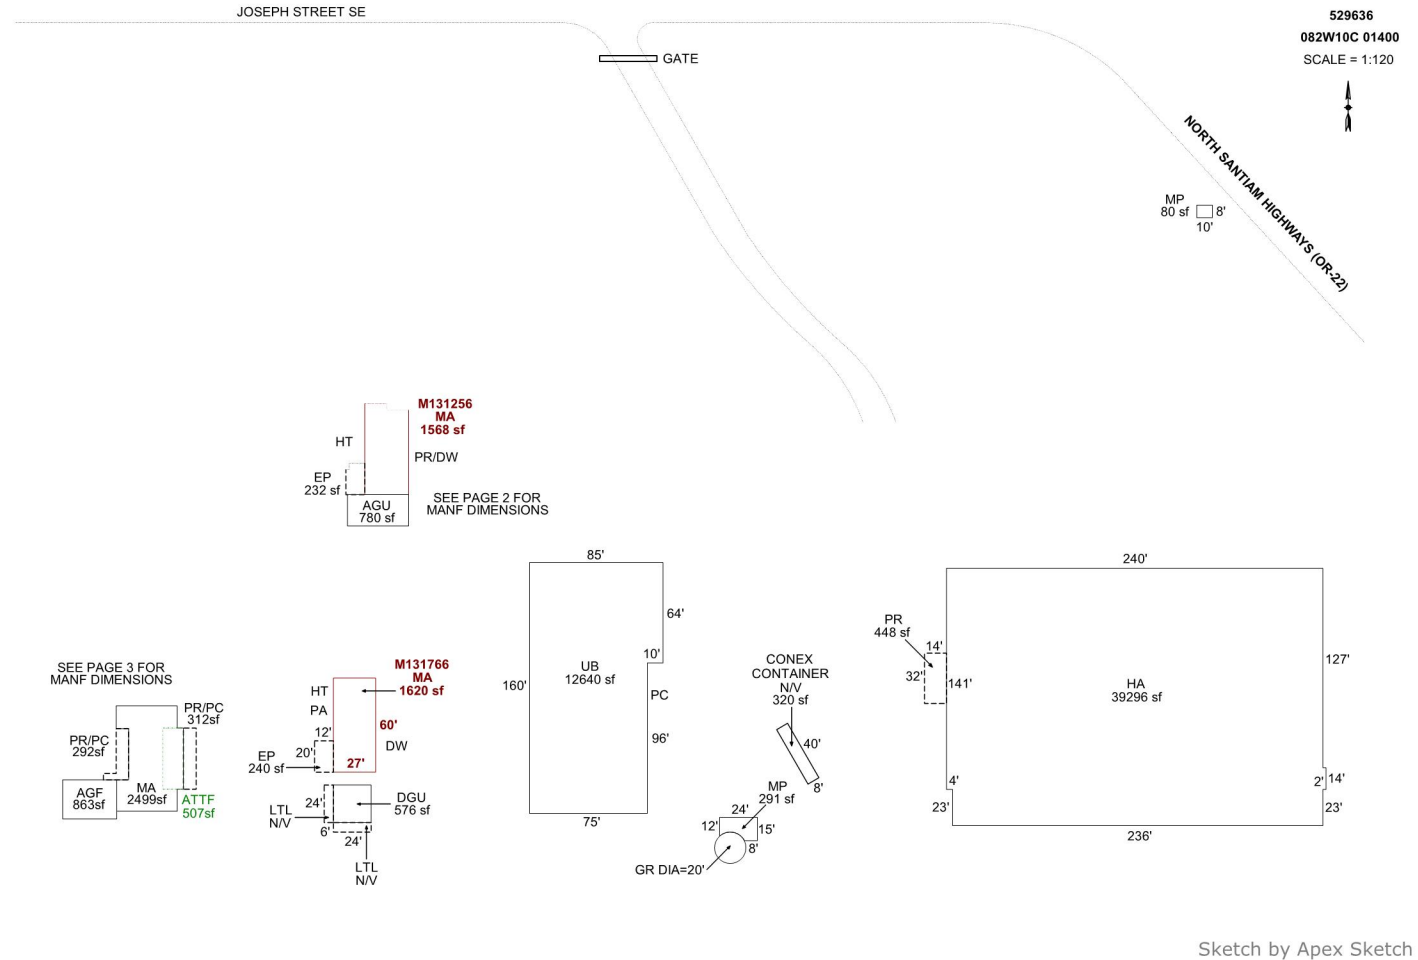 JOSEPH STREET SE
529636
082W10C 01400
SCALE = 1:120
GATE
NORTH SANTIAM HIGHWAYS (OR-22)
MP
80 sf
8'
10'
M131256
MA
1568 sf
HT
PR/DW
EP
232 sf
AGU
780 sf
SEE PAGE 2 FOR
MANF DIMENSIONS
85'
64'
10'
UB
12640 sf
160'
PC
96'
75'
240'
PR
448 sf
14'
32'
141'
HA
39296 sf
127'
14'
2'
4'
23'
23'
236'
SEE PAGE 3 FOR
MANF DIMENSIONS
PR/PC
312sf
PR/PC
292sf
MA
2499sf
AGF
863sf
ATTF
507sf
M131766
MA
1620 sf
HT
PA
12'
20'
60'
DW
27'
EP
240 sf
24'
DGU
576 sf
LTL
N/V
6'
24'
LTL
N/V
CONEX
CONTAINER
N/V
320 sf
40'
8'
MP
291 sf
24'
12'
15'
8'
GR DIA=20'
Sketch by Apex Sketch